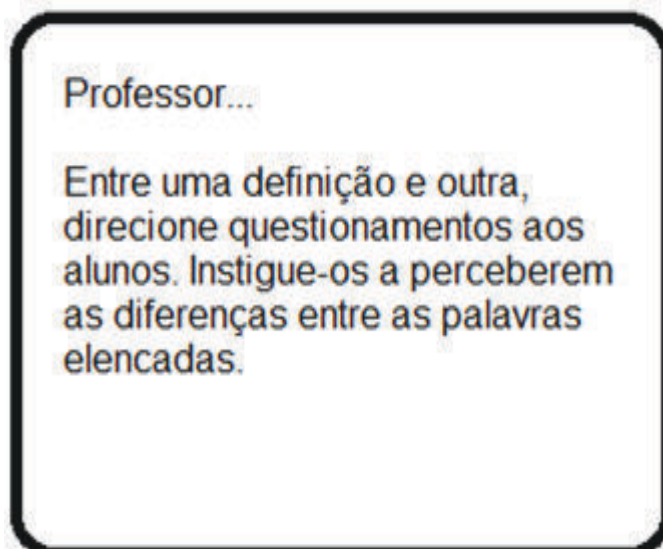 Professor...
Entre uma definição e outra,
direcione questionamentos aos
alunos. Instigue-os a perceberem
as diferenças entre as palavras
elencadas.